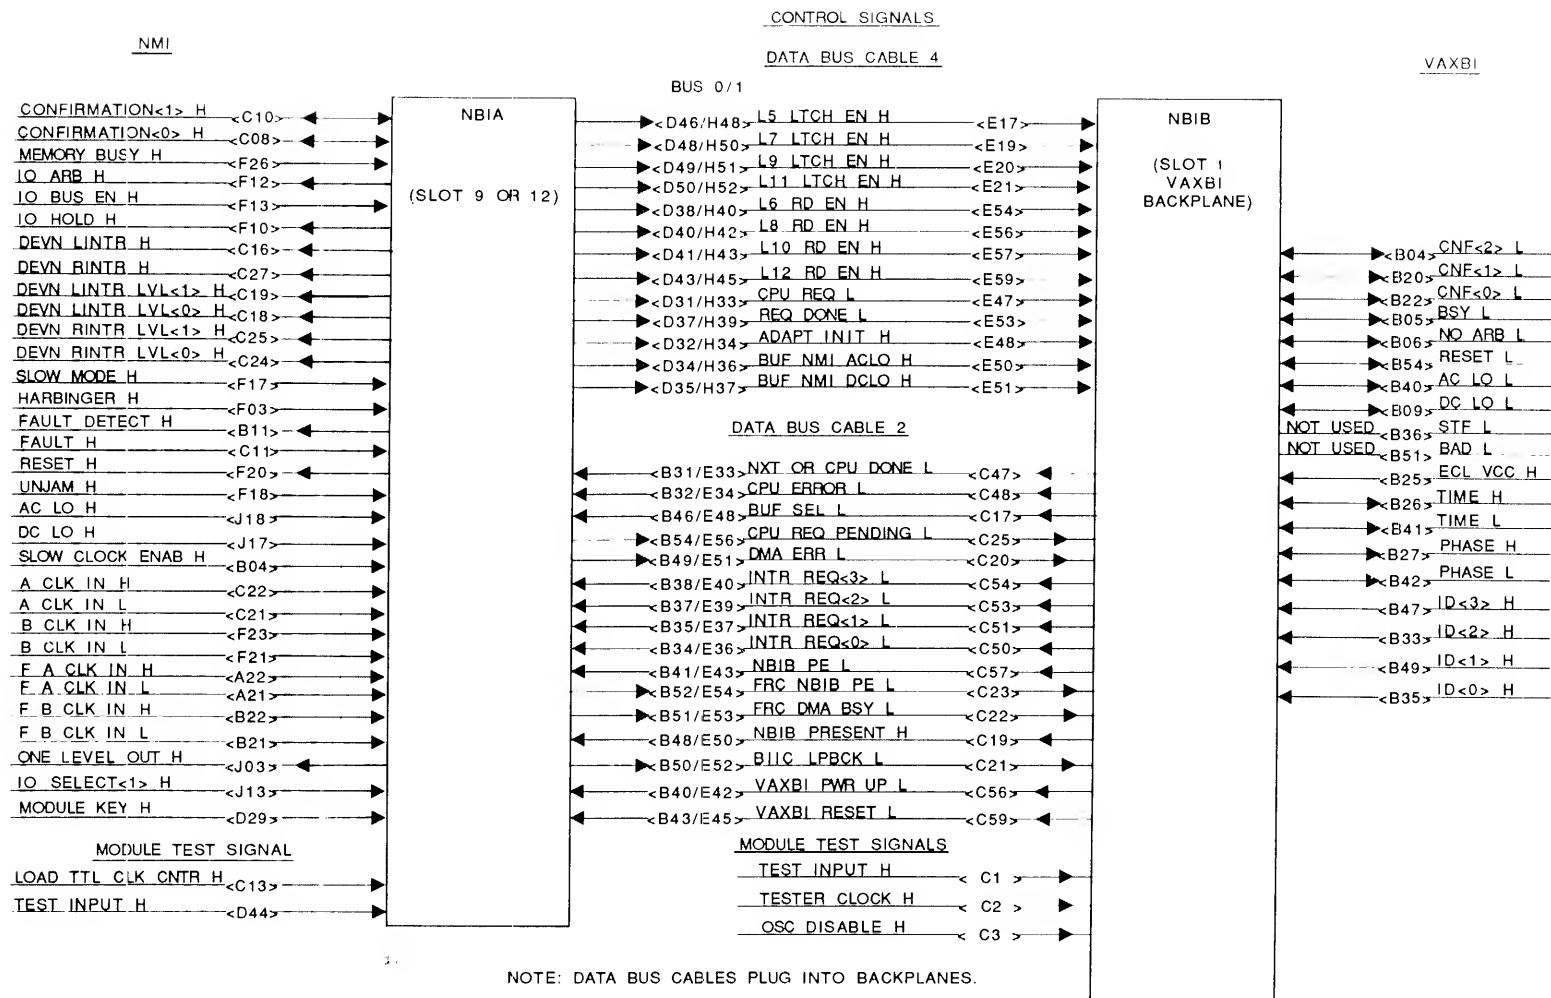 CONTROL SIGNALS
NMI
DATA BUS CABLE 4
VAXBI
BUS 0/1
CONFIRMATION<1> H <C10>
CONFIRMATION<0> H <C08>
MEMORY BUSY H <F26>
IO ARB H <F12>
IO BUS EN H <F13>
IO HOLD H <F10>
DEVN LINTR H <C16>
DEVN RINTR H <C27>
DEVN LINTR LVL<1> H <C19>
DEVN LINTR LVL<0> H <C18>
DEVN RINTR LVL<1> H <C25>
DEVN RINTR LVL<0> H <C24>
SLOW MODE H <F17>
HARBINGER H <F03>
FAULT DETECT H <B11>
FAULT H <C11>
RESET H <F20>
UNJAM H <F18>
AC LO H <J18>
DC LO H <J17>
SLOW CLOCK ENAB H <B04>
A CLK IN H <C22>
A CLK IN L <C21>
B CLK IN H <F23>
B CLK IN L <F21>
F A CLK IN H <A22>
F A CLK IN L <A21>
F B CLK IN H <B22>
F B CLK IN L <B21>
ONE LEVEL OUT H <J03>
IO SELECT<1> H <J13>
MODULE KEY H <D29>
MODULE TEST SIGNAL
LOAD TTL CLK CNTR H <C13>
TEST INPUT H <D44>
NBIA
(SLOT 9 OR 12)
<D46/H48> L5 LTCH EN H <E17>
<D48/H50> L7 LTCH EN H <E19>
<D49/H51> L9 LTCH EN H <E20>
<D50/H52> L11 LTCH EN H <E21>
<D38/H40> L6 RD EN H <E54>
<D40/H42> L8 RD EN H <E56>
<D41/H43> L10 RD EN H <E57>
<D43/H45> L12 RD EN H <E59>
<D31/H33> CPU REQ L <E47>
<D37/H39> REQ DONE L <E53>
<D32/H34> ADAPT INIT H <E48>
<D34/H36> BUF NMI ACLO H <E50>
<D35/H37> BUF NMI DCLO H <E51>
DATA BUS CABLE 2
<B31/E33> NXT OR CPU DONE L <C47>
<B32/E34> CPU ERROR L <C48>
<B46/E48> BUF SEL L <C17>
<B54/E56> CPU REQ PENDING L <C25>
<B49/E51> DMA ERR L <C20>
<B38/E40> INTR REQ<3> L <C54>
<B37/E39> INTR REQ<2> L <C53>
<B35/E37> INTR REQ<1> L <C51>
<B34/E36> INTR REQ<0> L <C50>
<B41/E43> NBIB PE L <C57>
<B52/E54> FRC NBIB PE L <C23>
<B51/E53> FRC DMA BSY L <C22>
<B48/E50> NBIB PRESENT H <C19>
<B50/E52> BIIC LPBCK L <C21>
<B40/E42> VAXBI PWR UP L <C56>
<B43/E45> VAXBI RESET L <C59>
MODULE TEST SIGNALS
TEST INPUT H < C1 >
TESTER CLOCK H < C2 >
OSC DISABLE H < C3 >
NBIB
(SLOT 1
VAXBI
BACKPLANE)
<B04> CNF<2> L
<B20> CNF<1> L
<B22> CNF<0> L
<B05> BSY L
<B06> NO ARB L
<B54> RESET L
<B40> AC LO L
<B09> DC LO L
NOT USED <B36> STF L
NOT USED <B51> BAD L
<B25> ECL VCC H
<B26> TIME H
<B41> TIME L
<B27> PHASE H
<B42> PHASE L
<B47> ID<3> H
<B33> ID<2> H
<B49> ID<1> H
<B35> ID<0> H
NOTE: DATA BUS CABLES PLUG INTO BACKPLANES.